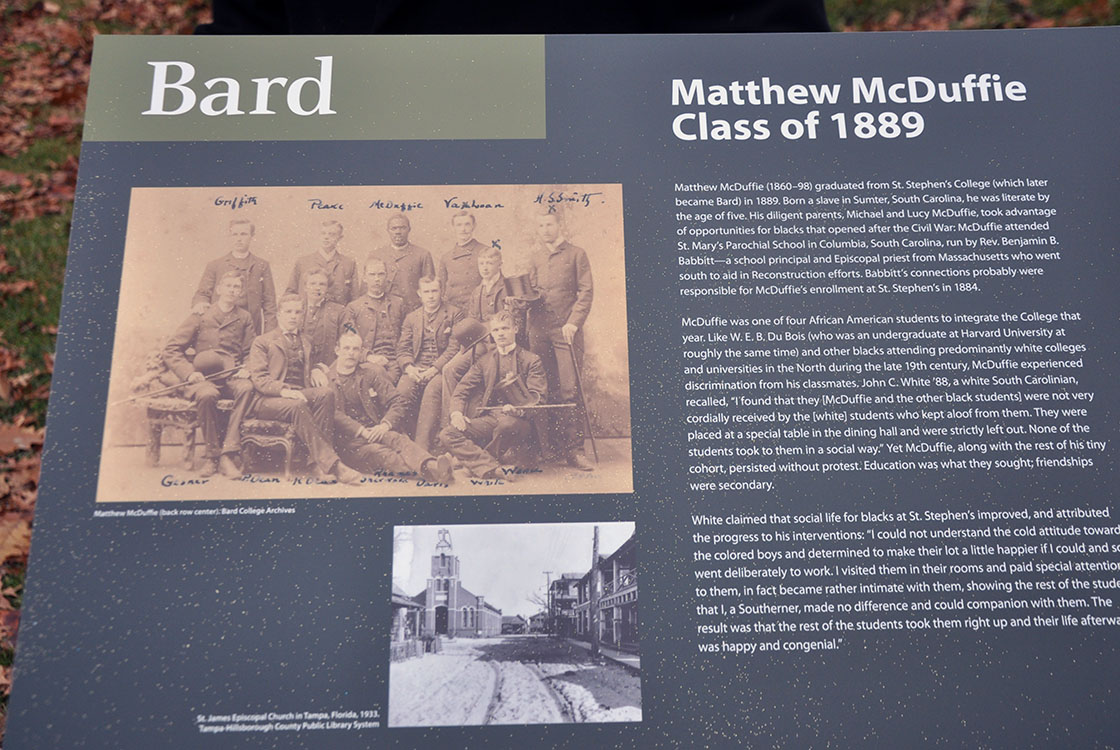 Bard
Matthew McDuffie
Class of 1889
Griffith Peake McDuffie Vaughan H.S. Smith
x
Matthew McDuffie (back row center). Bard College Archives
St. James Episcopal Church in Tampa, Florida, 1933.
Tampa-Hillsborough County Public Library System
Matthew McDuffie (1860–98) graduated from St. Stephen's College (which later
became Bard) in 1889. Born a slave in Sumter, South Carolina, he was literate by
the age of five. His diligent parents, Michael and Lucy McDuffie, took advantage
of opportunities for blacks that opened after the Civil War: McDuffie attended
St. Mary's Parochial School in Columbia, South Carolina, run by Rev. Benjamin B.
Babbitt—a school principal and Episcopal priest from Massachusetts who went
south to aid in Reconstruction efforts. Babbitt's connections probably were
responsible for McDuffie's enrollment at St. Stephen's in 1884.
McDuffie was one of four African American students to integrate the College that
year. Like W. E. B. Du Bois (who was an undergraduate at Harvard University at
roughly the same time) and other blacks attending predominantly white colleges
and universities in the North during the late 19th century, McDuffie experienced
discrimination from his classmates. John C. White '88, a white South Carolinian,
recalled, "I found that they [McDuffie and the other black students] were not very
cordially received by the [white] students who kept aloof from them. They were
placed at a special table in the dining hall and were strictly left out. None of the
students took to them in a social way." Yet McDuffie, along with the rest of his tiny
cohort, persisted without protest. Education was what they sought; friendships
were secondary.
White claimed that social life for blacks at St. Stephen's improved, and attributed
the progress to his interventions: "I could not understand the cold attitude toward
the colored boys and determined to make their lot a little happier if I could and so
went deliberately to work. I visited them in their rooms and paid special attention
to them, in fact became rather intimate with them, showing the rest of the stude
that I, a Southerner, made no difference and could companion with them. The
result was that the rest of the students took them right up and their life afterwa
was happy and congenial."